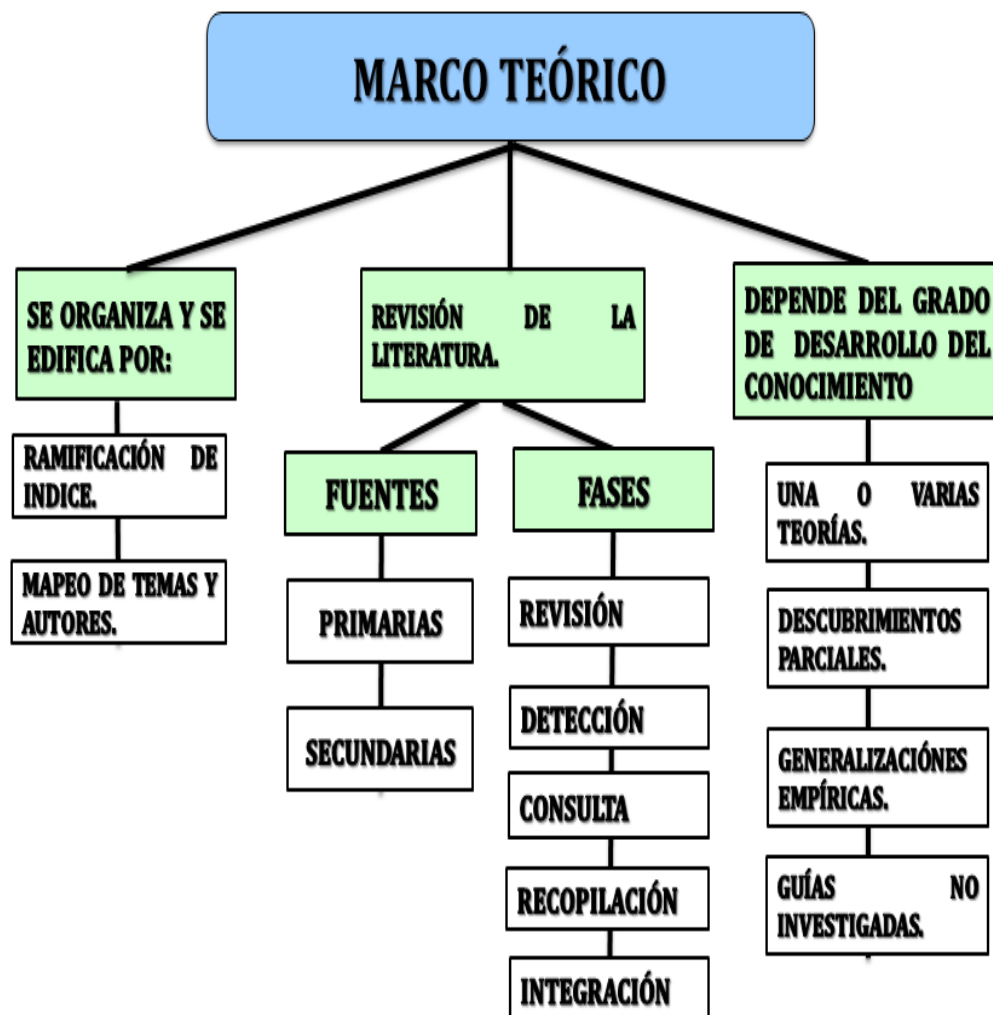 MARCO TEÓRICO
SE ORGANIZA Y SE
EDIFICA POR:
RAMIFICACIÓN DE
INDICE.
MAPEO DE TEMAS Y
AUTORES.
REVISIÓN DE LA
LITERATURA.
FUENTES
PRIMARIAS
SECUNDARIAS
FASES
REVISIÓN
DETECCIÓN
CONSULTA
RECOPILACIÓN
INTEGRACIÓN
DEPENDE DEL GRADO
DE DESARROLLO DEL
CONOCIMIENTO
UNA O VARIAS
TEORÍAS.
DESCUBRIMIENTOS
PARCIALES.
GENERALIZACIÓNES
EMPÍRICAS.
GUÍAS NO
INVESTIGADAS.